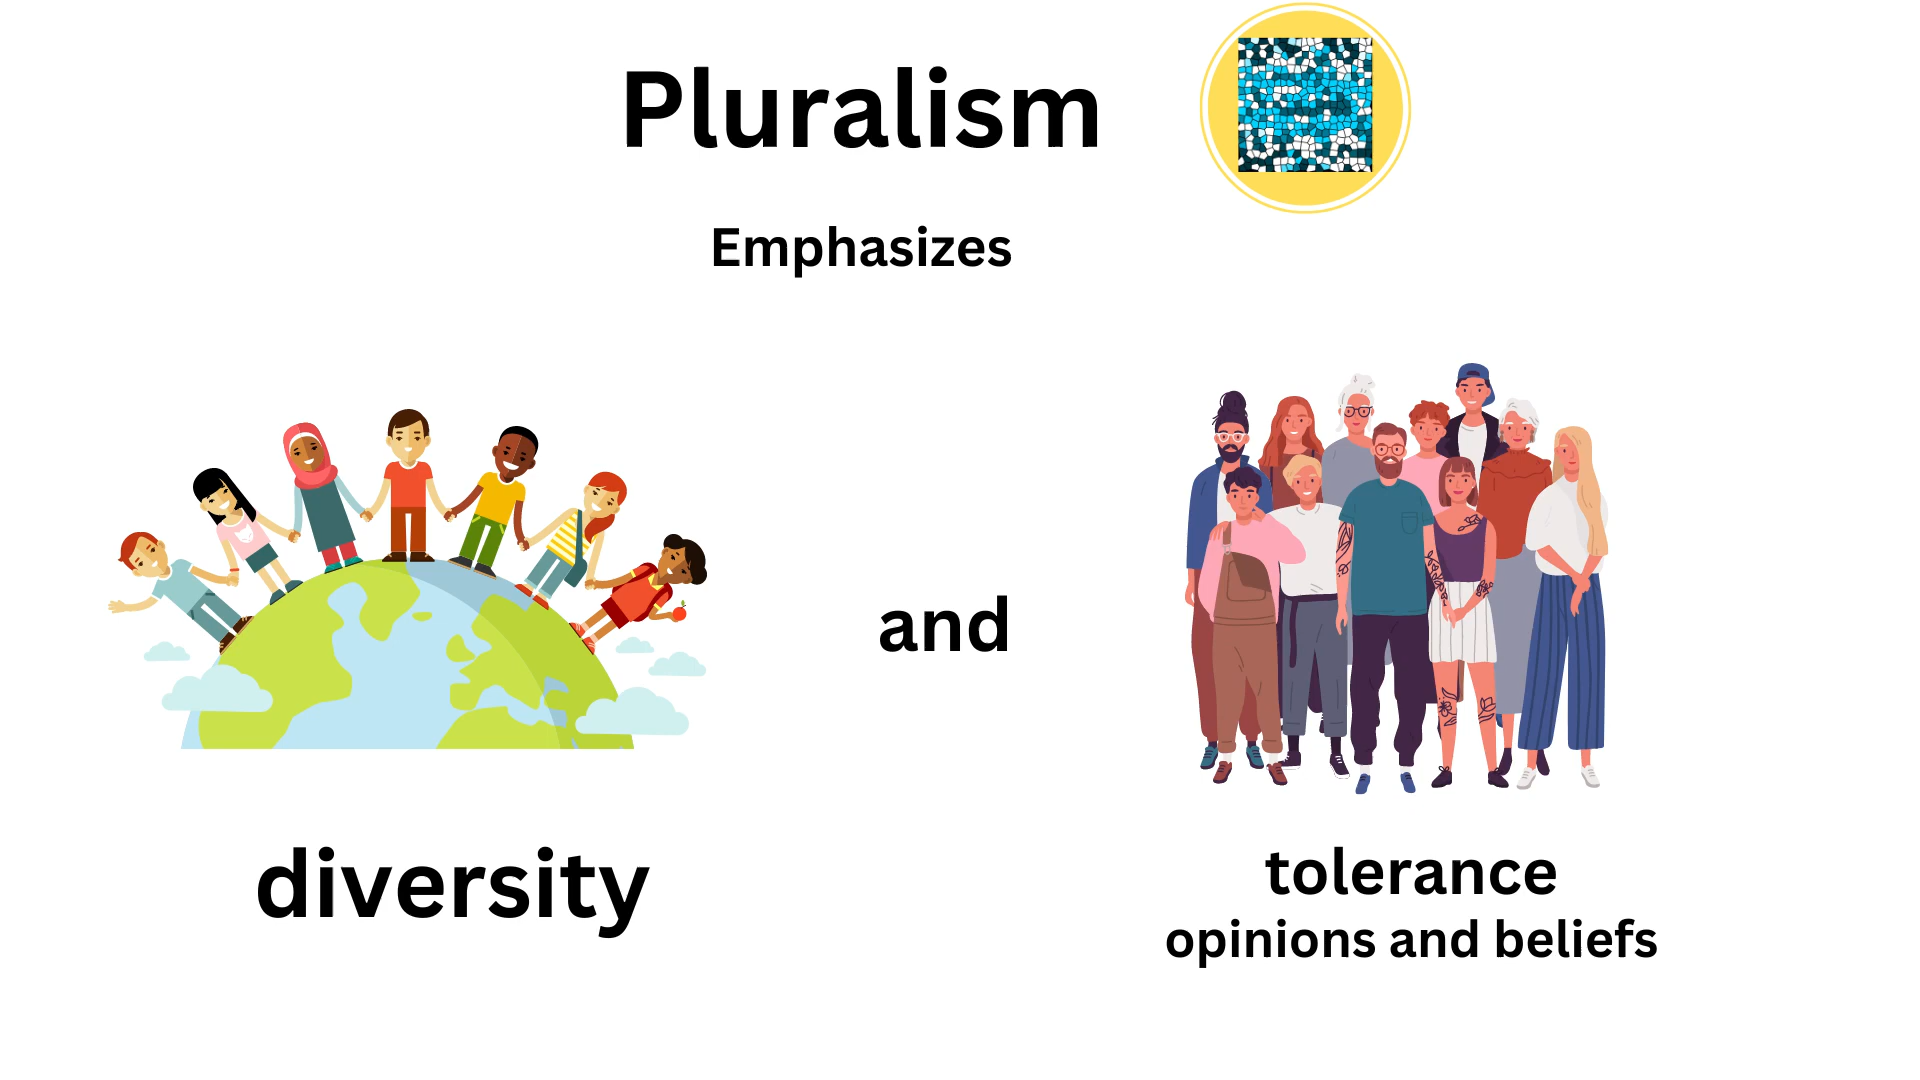 Pluralism
Emphasizes
and
diversity
tolerance
opinions and beliefs